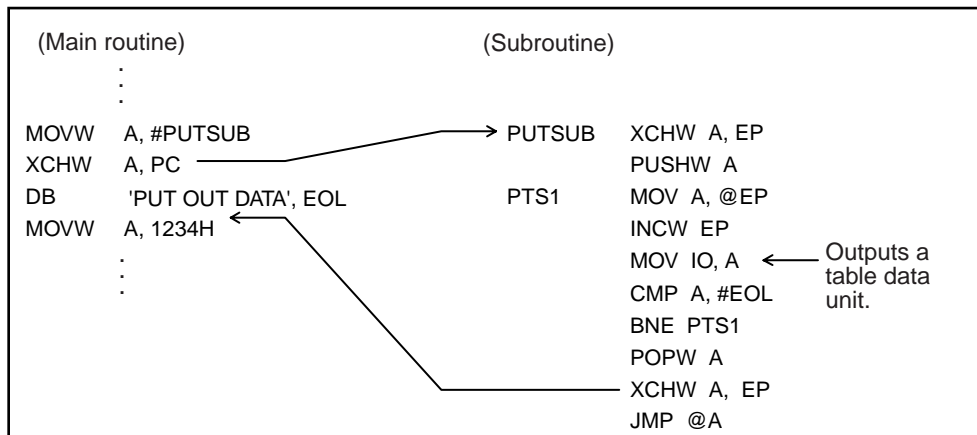 (Main routine)
.
.
.
MOVW A, #PUTSUB
XCHW A, PC
DB 'PUT OUT DATA', EOL
MOVW A, 1234H
.
.
.
(Subroutine)
PUTSUB XCHW A, EP
PUSHW A
PTS1 MOV A, @EP
INCW EP
MOV IO, A
CMP A, #EOL
BNE PTS1
POPW A
XCHW A, EP
JMP @A
Outputs a
table data
unit.